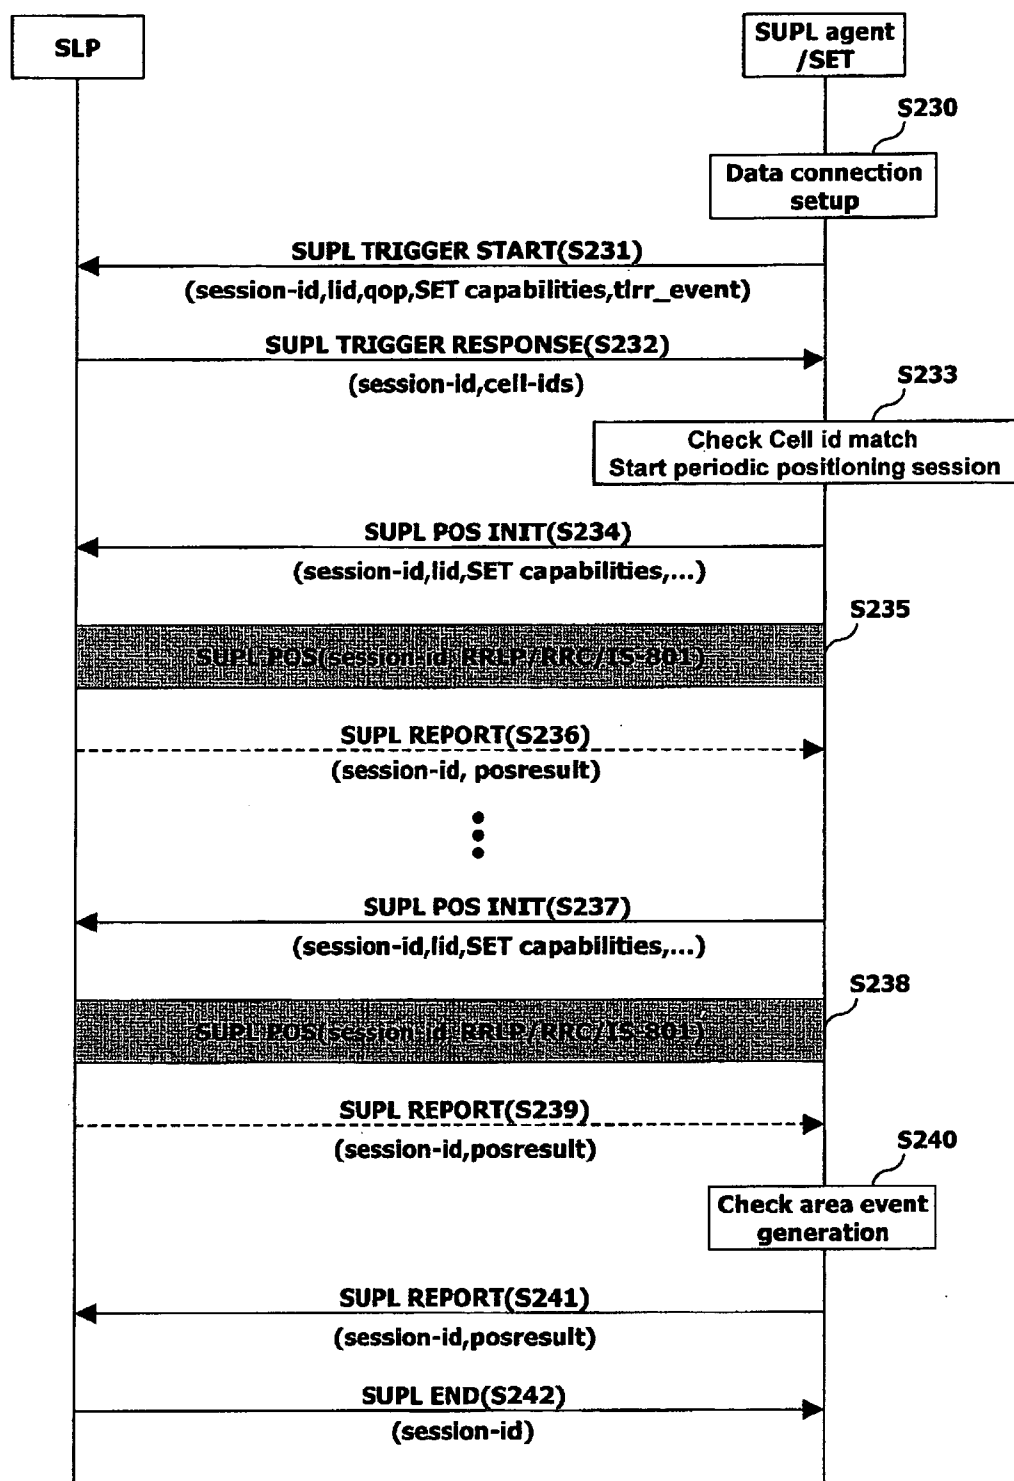 SLP
SUPL agent
/SET
S230
Data connection
setup
SUPL TRIGGER START(S231)
(session-id,lid,qop,SET capabilities,tlrr_event)
SUPL TRIGGER RESPONSE(S232)
(session-id,cell-ids)
S233
Check Cell id match
Start periodic positioning session
SUPL POS INIT(S234)
(session-id,lid,SET capabilities,...)
S235
SUPL POS(session-id, RRLP/RRC/IS-801)
SUPL REPORT(S236)
(session-id, posresult)
SUPL POS INIT(S237)
(session-id,lid,SET capabilities,...)
S238
SUPL POS(session-id, RRLP/RRC/IS-801)
SUPL REPORT(S239)
(session-id,posresult)
S240
Check area event
generation
SUPL REPORT(S241)
(session-id,posresult)
SUPL END(S242)
(session-id)